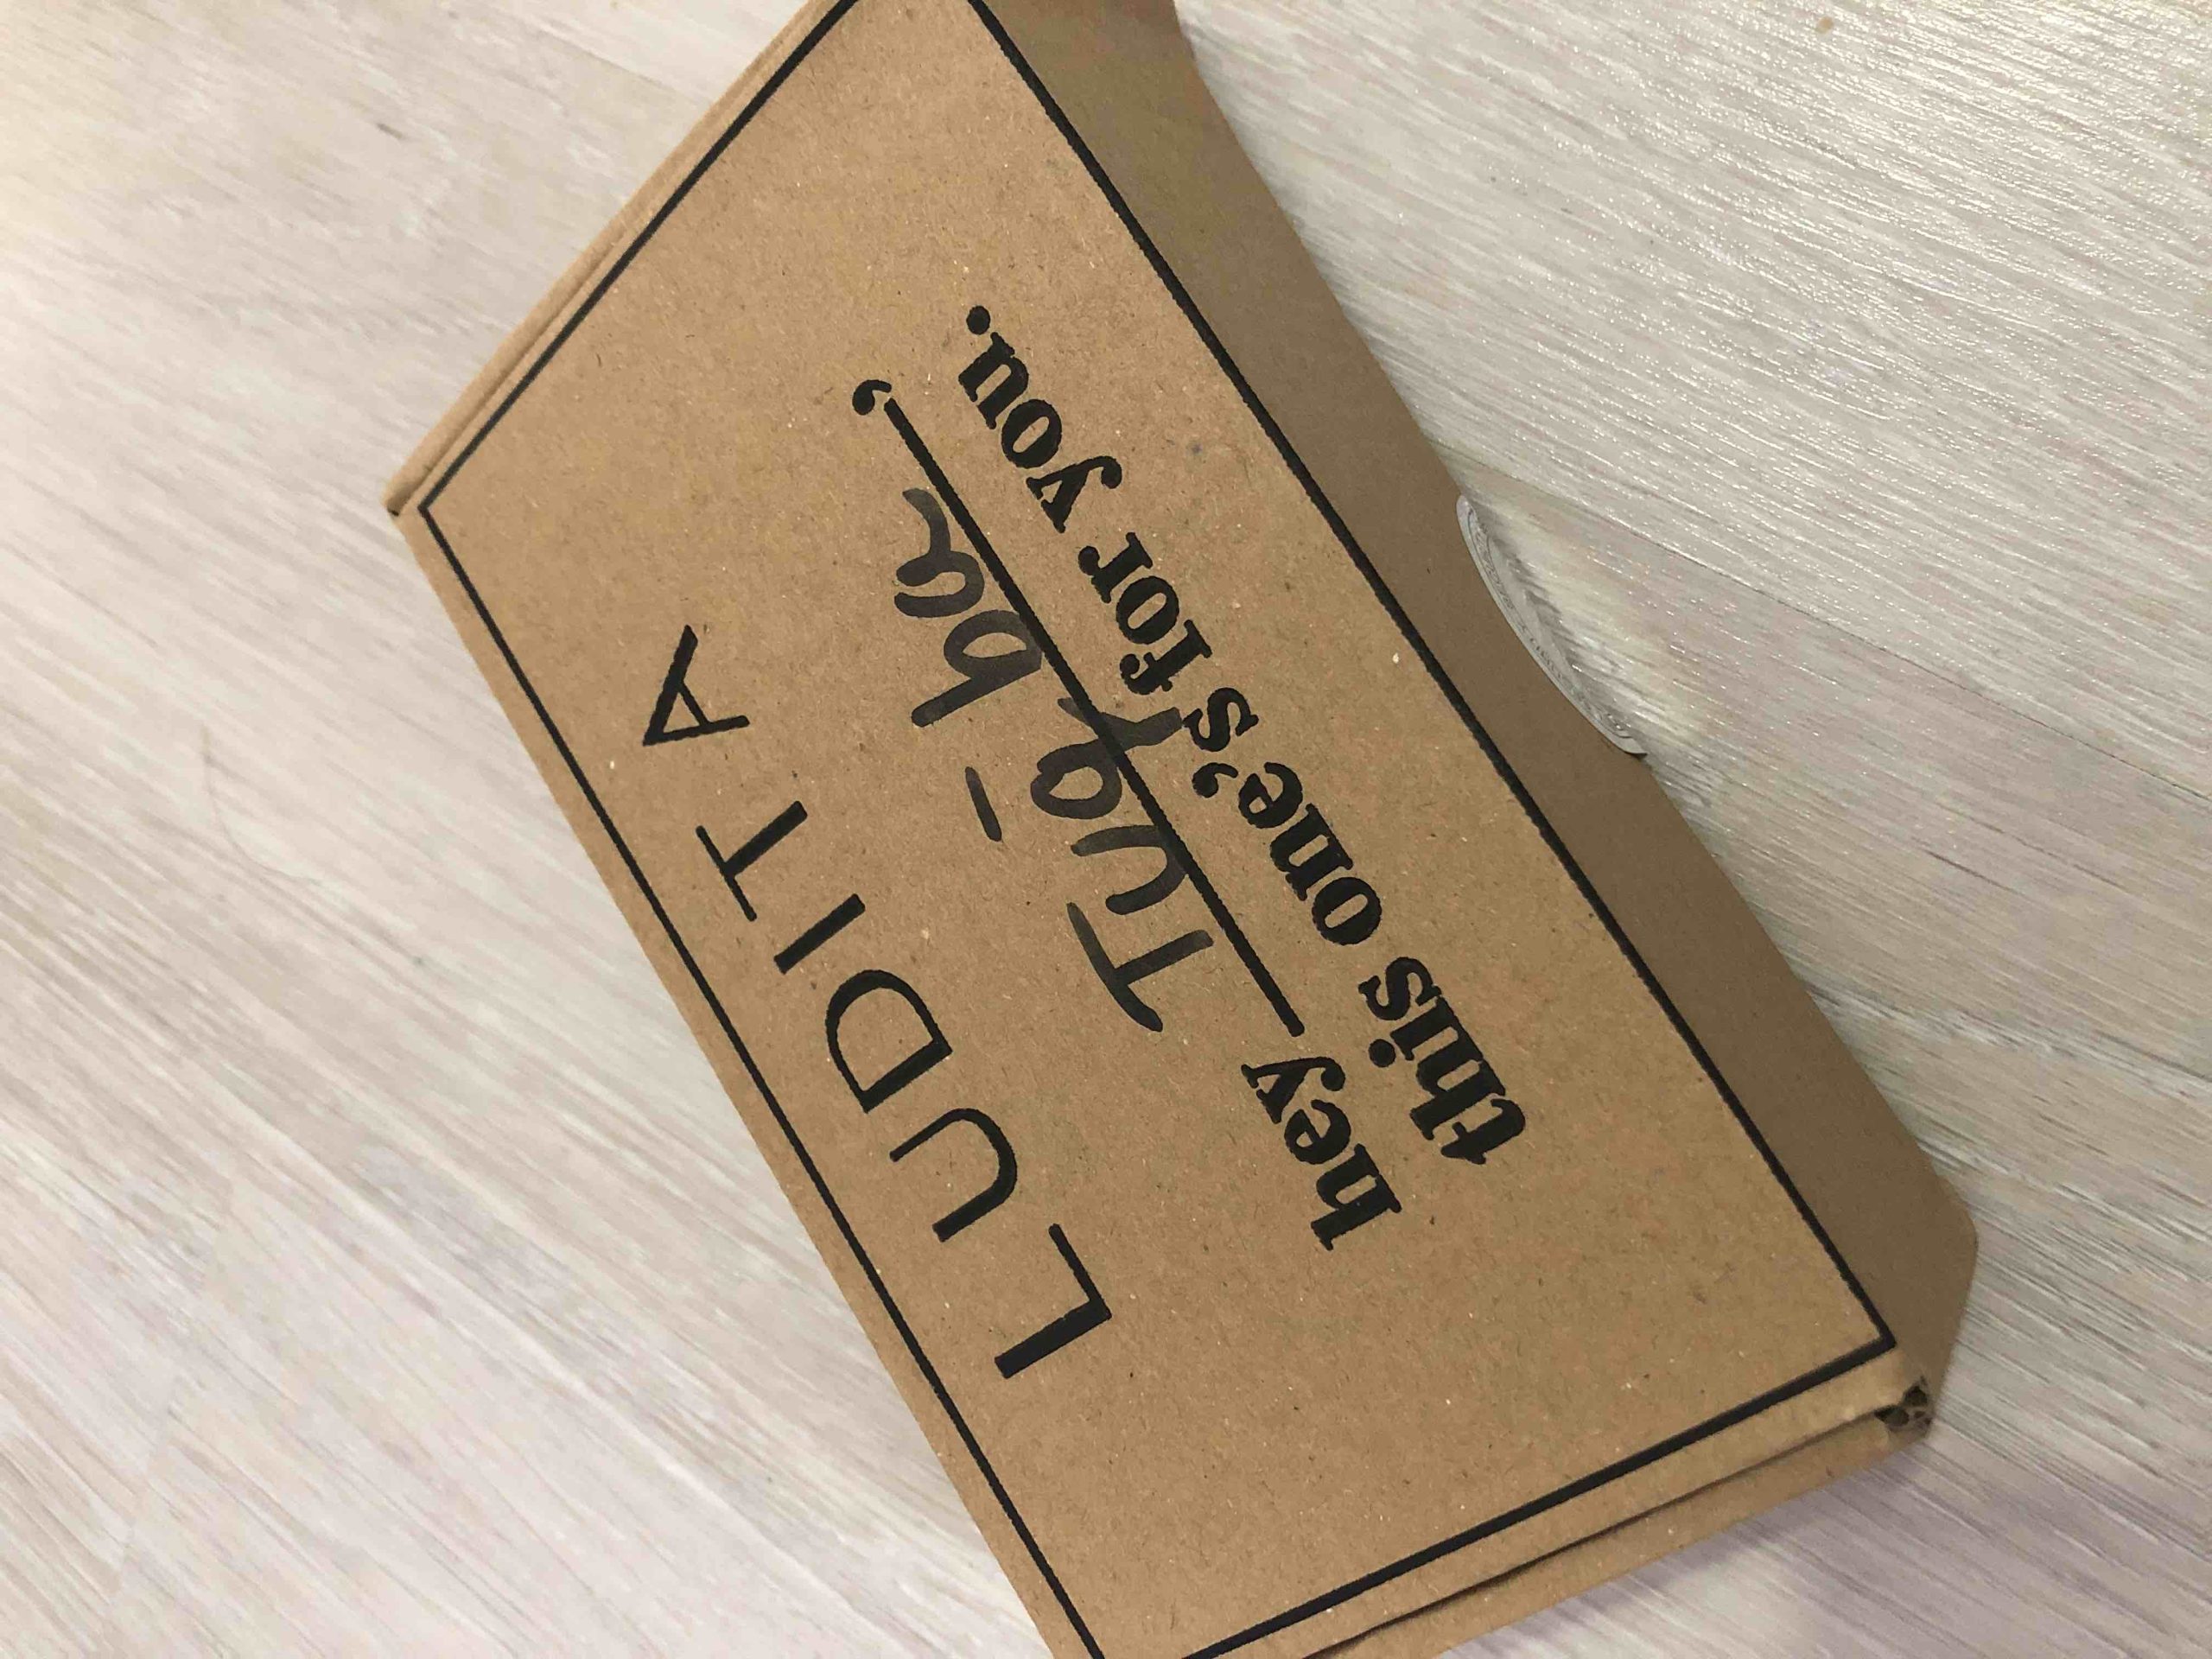 LUDITA
hey Tuğba,
this one's for you.